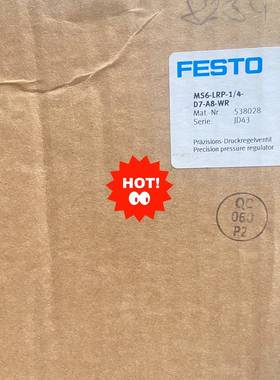 FESTO
MS6-LRP-1/4-
D7-A8-WR
Mat.-Nr. 538028
Serie: JD43
Präzisions-Druckregelventil
Precision pressure regulator
HOT!
QC
060
P2